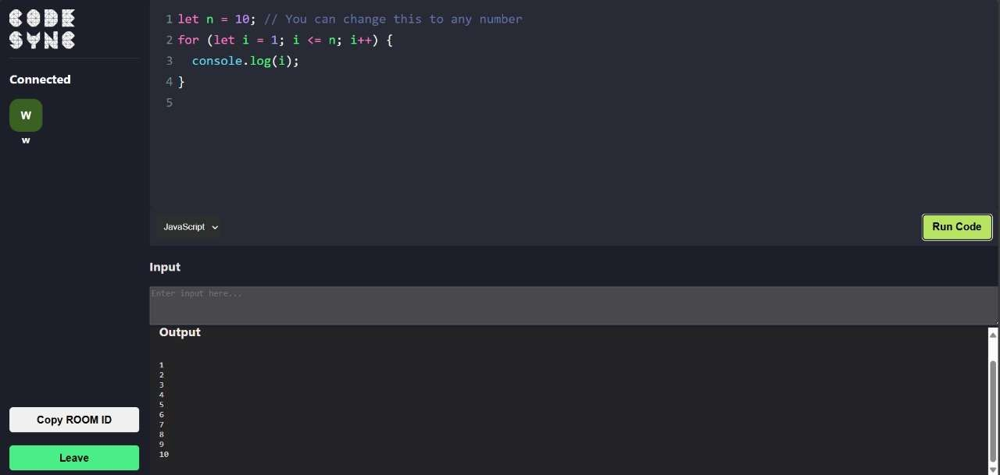 CODE
SYNC
Connected
W
w
Copy ROOM ID
Leave
1 let n = 10; // You can change this to any number
2 for (let i = 1; i <= n; i++) {
3   console.log(i);
4 }
5
JavaScript
Run Code
Input
Enter input here...
Output
1
2
3
4
5
6
7
8
9
10